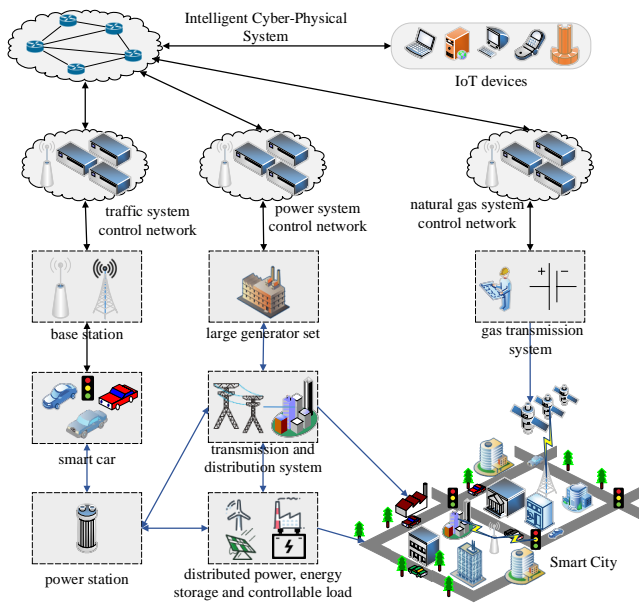 Intelligent Cyber-Physical
System
IoT devices
traffic system
control network
power system
control network
natural gas system
control network
+ −
base station
large generator set
gas transmission
system
smart car
transmission and
distribution system
power station
distributed power, energy
storage and controllable load
Smart City